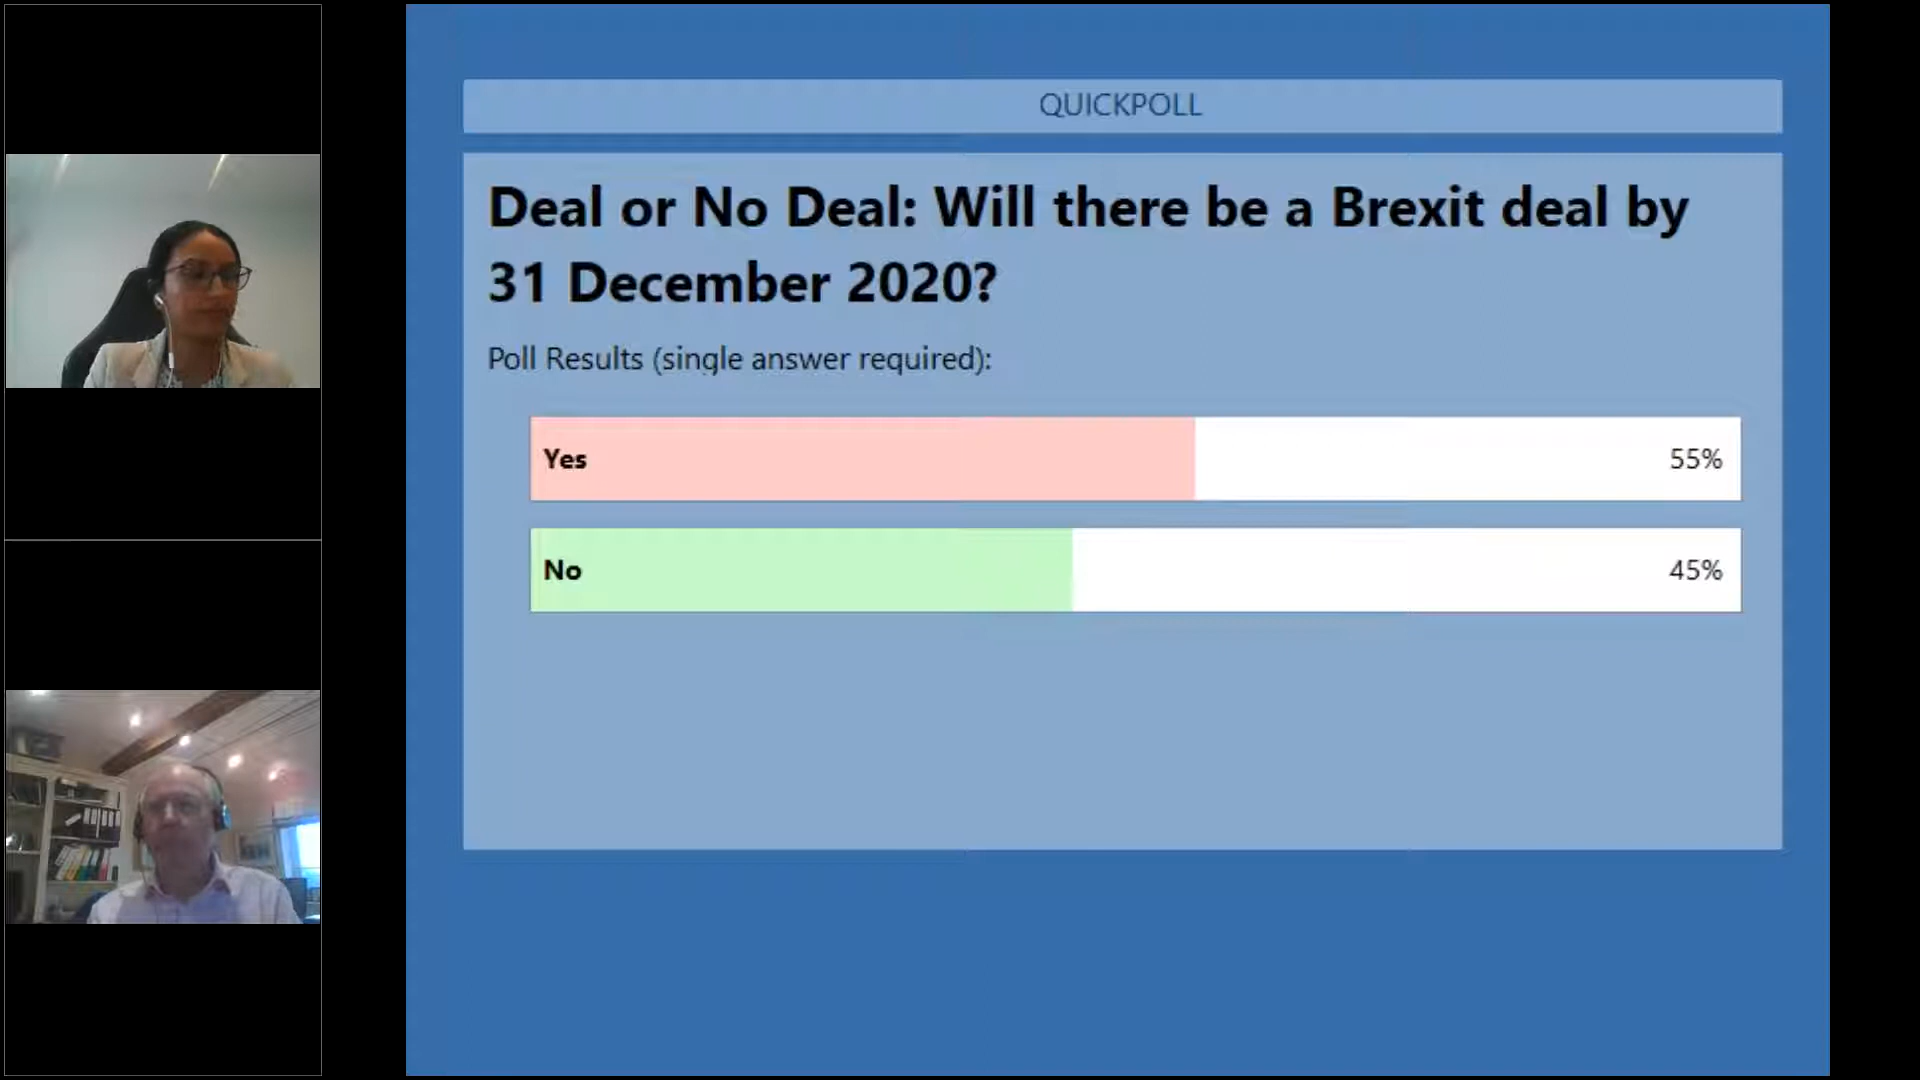 QUICKPOLL
Deal or No Deal: Will there be a Brexit deal by
31 December 2020?
Poll Results (single answer required):
Yes 55%
No 45%